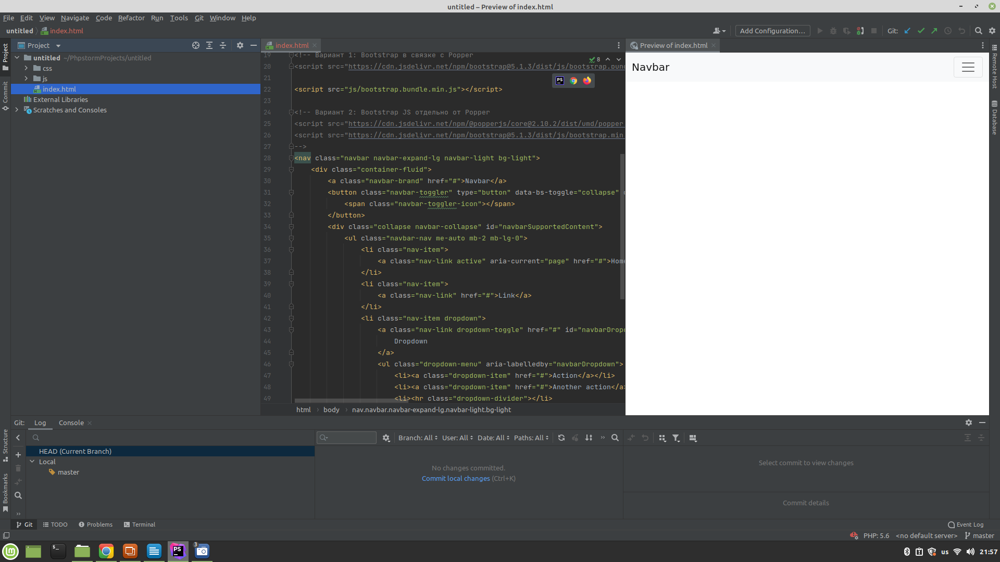 untitled – Preview of index.html
File Edit View Navigate Code Refactor Run Tools Git Window Help
untitled index.html
Add Configuration...
Git:
Project
index.html
Preview of index.html
untitled ~/PhpstormProjects/untitled
css
js
index.html
External Libraries
Scratches and Consoles
Project
Commit
Structure
Bookmarks
8
19 <!-- Вариант 1: Bootstrap в связке с Popper
20 <script src="https://cdn.jsdelivr.net/npm/bootstrap@5.1.3/dist/js/bootstrap.bund
21
22 <script src="js/bootstrap.bundle.min.js"></script>
23
24 <!-- Вариант 2: Bootstrap JS отдельно от Popper
25 <script src="https://cdn.jsdelivr.net/npm/@popperjs/core@2.10.2/dist/umd/popper.
26 <script src="https://cdn.jsdelivr.net/npm/bootstrap@5.1.3/dist/js/bootstrap.min.
27 -->
28 <nav class="navbar navbar-expand-lg navbar-light bg-light">
29 <div class="container-fluid">
30 <a class="navbar-brand" href="#">Navbar</a>
31 <button class="navbar-toggler" type="button" data-bs-toggle="collapse"
32 <span class="navbar-toggler-icon"></span>
33 </button>
34 <div class="collapse navbar-collapse" id="navbarSupportedContent">
35 <ul class="navbar-nav me-auto mb-2 mb-lg-0">
36 <li class="nav-item">
37 <a class="nav-link active" aria-current="page" href="#">Home
38 </li>
39 <li class="nav-item">
40 <a class="nav-link" href="#">Link</a>
41 </li>
42 <li class="nav-item dropdown">
43 <a class="nav-link dropdown-toggle" href="#" id="navbarDropd
44 Dropdown
45 </a>
46 <ul class="dropdown-menu" aria-labelledby="navbarDropdown">
47 <li><a class="dropdown-item" href="#">Action</a></li>
48 <li><a class="dropdown-item" href="#">Another action</a>
49 <li><hr class="dropdown-divider"></li>
html body nav.navbar.navbar-expand-lg.navbar-light.bg-light
Navbar
Remote Host
Database
Git: Log Console
Branch: All User: All Date: All Paths: All
HEAD (Current Branch)
Local
master
No changes committed.
Commit local changes (Ctrl+K)
Select commit to view changes
Commit details
Git TODO Problems Terminal
Event Log
PHP: 5.6 <no default server> master
PS
3
us
21:57